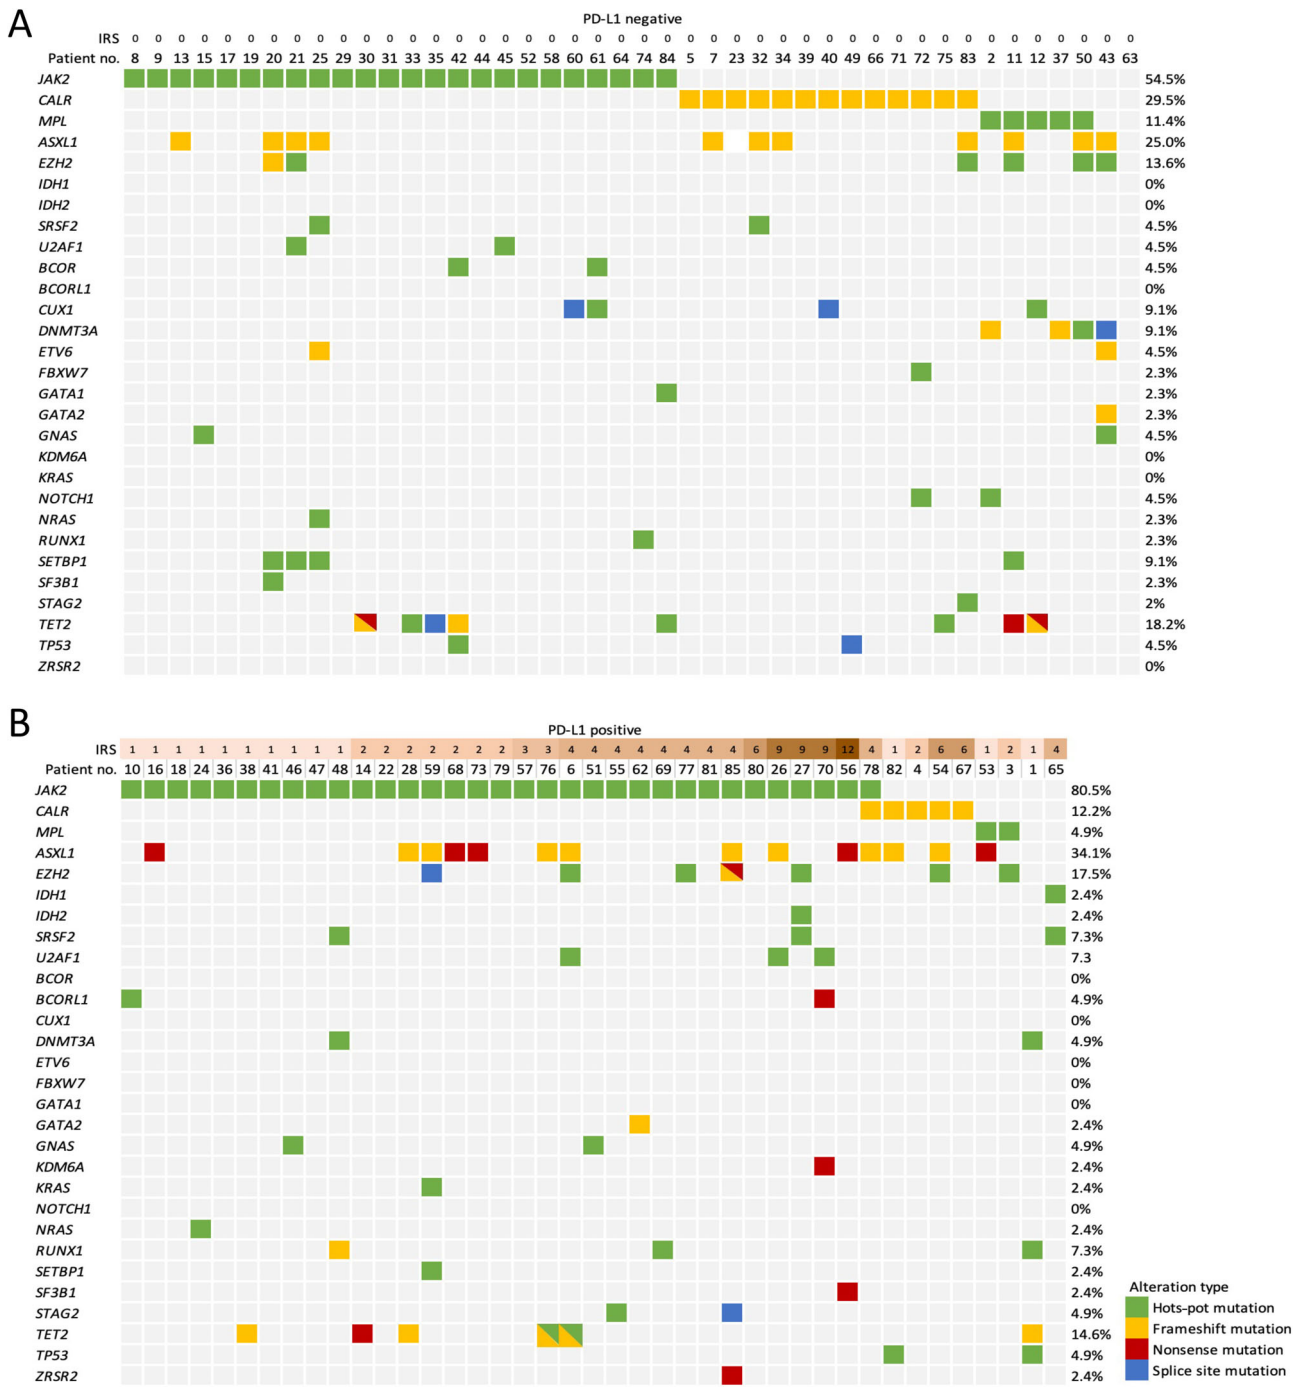 A
PD-L1 negative
IRS 0 0 0 0 0 0 0 0 0 0 0 0 0 0 0 0 0 0 0 0 0 0 0 0 0 0 0 0 0 0 0 0 0 0 0 0 0 0 0 0 0 0 0 0
Patient no. 8 9 13 15 17 19 20 21 25 29 30 31 33 35 42 44 45 52 58 60 61 64 74 84 5 7 23 32 34 39 40 49 66 71 72 75 83 2 11 12 37 50 43 63
JAK2 54.5%
CALR 29.5%
MPL 11.4%
ASXL1 25.0%
EZH2 13.6%
IDH1 0%
IDH2 0%
SRSF2 4.5%
U2AF1 4.5%
BCOR 4.5%
BCORL1 0%
CUX1 9.1%
DNMT3A 9.1%
ETV6 4.5%
FBXW7 2.3%
GATA1 2.3%
GATA2 2.3%
GNAS 4.5%
KDM6A 0%
KRAS 0%
NOTCH1 4.5%
NRAS 2.3%
RUNX1 2.3%
SETBP1 9.1%
SF3B1 2.3%
STAG2 2%
TET2 18.2%
TP53 4.5%
ZRSR2 0%
B
PD-L1 positive
IRS 1 1 1 1 1 1 1 1 1 1 2 2 2 2 2 2 2 3 3 4 4 4 4 4 4 4 4 6 9 9 9 12 4 1 2 6 6 1 2 1 4
Patient no. 10 16 18 24 36 38 41 46 47 48 14 22 28 59 68 73 79 57 76 6 51 55 62 69 77 81 85 80 26 27 70 56 78 82 4 54 67 53 3 1 65
JAK2 80.5%
CALR 12.2%
MPL 4.9%
ASXL1 34.1%
EZH2 17.5%
IDH1 2.4%
IDH2 2.4%
SRSF2 7.3%
U2AF1 7.3
BCOR 0%
BCORL1 4.9%
CUX1 0%
DNMT3A 4.9%
ETV6 0%
FBXW7 0%
GATA1 0%
GATA2 2.4%
GNAS 4.9%
KDM6A 2.4%
KRAS 2.4%
NOTCH1 0%
NRAS 2.4%
RUNX1 7.3%
SETBP1 2.4%
SF3B1 2.4%
STAG2 4.9%
TET2 14.6%
TP53 4.9%
ZRSR2 2.4%
Alteration type
Hots-pot mutation
Frameshift mutation
Nonsense mutation
Splice site mutation